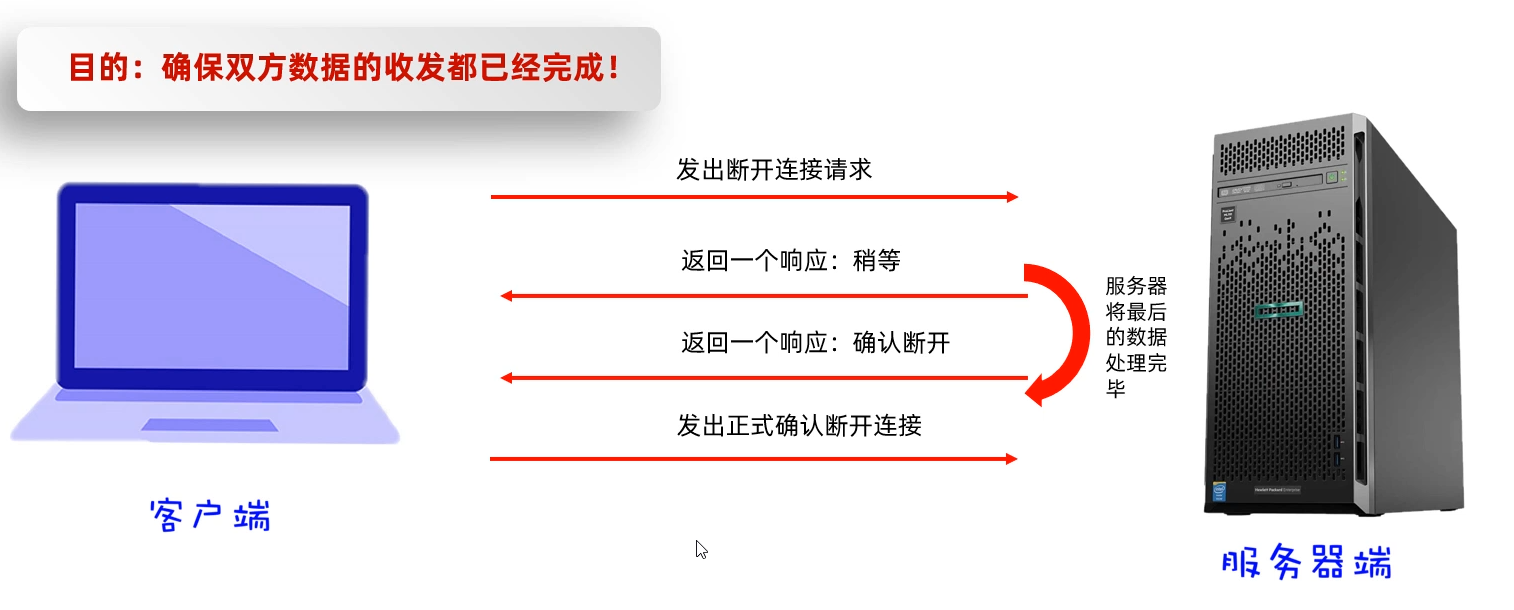 目的：确保双方数据的收发都已经完成！
发出断开连接请求
返回一个响应：稍等
服务器
将最后
的数据
处理完
毕
返回一个响应：确认断开
发出正式确认断开连接
客户端
服务器端